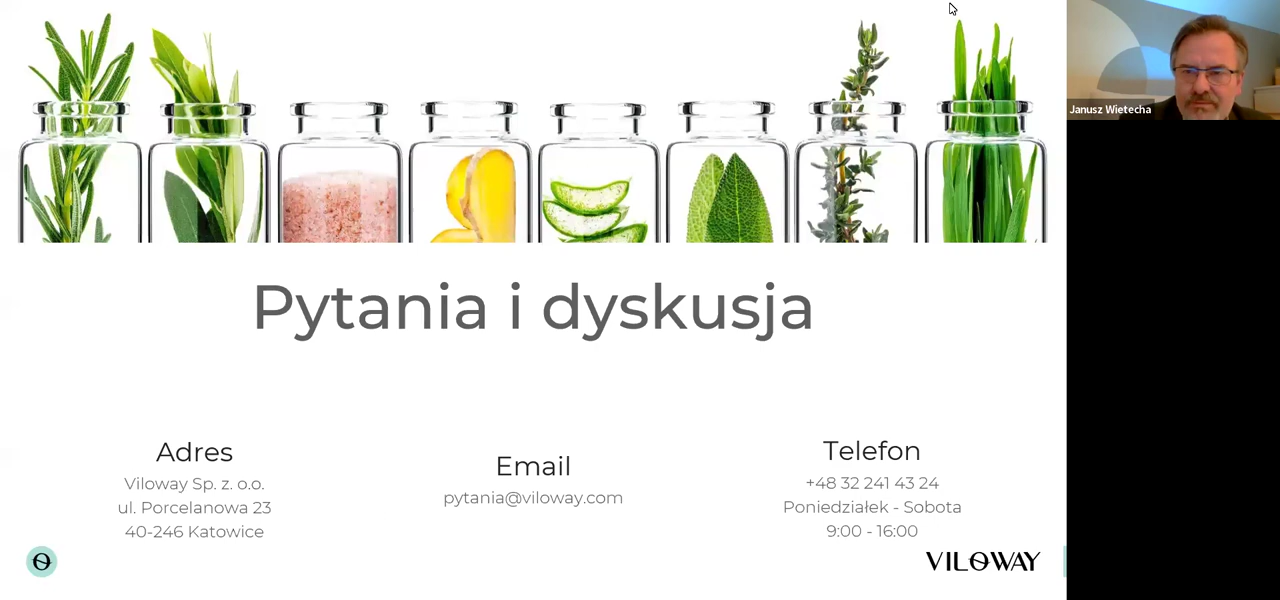 Janusz Wietecha
Pytania i dyskusja
Adres
Viloway Sp. z. o.o.
ul. Porcelanowa 23
40-246 Katowice
Email
pytania@viloway.com
Telefon
+48 32 241 43 24
Poniedziałek - Sobota
9:00 - 16:00
VILOWAY